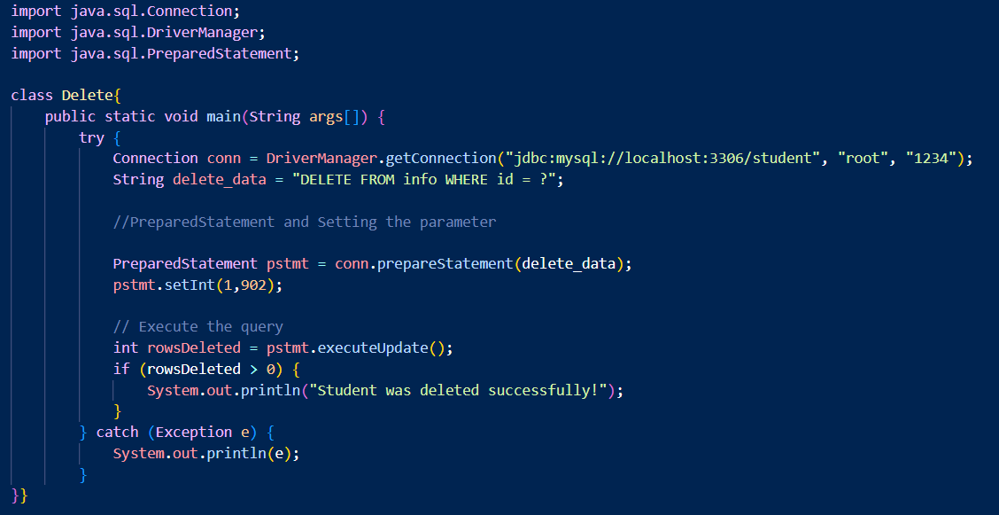 import java.sql.Connection;
import java.sql.DriverManager;
import java.sql.PreparedStatement;

class Delete{
    public static void main(String args[]) {
        try {
            Connection conn = DriverManager.getConnection("jdbc:mysql://localhost:3306/student", "root", "1234");
            String delete_data = "DELETE FROM info WHERE id = ?";

            //PreparedStatement and Setting the parameter

            PreparedStatement pstmt = conn.prepareStatement(delete_data);
            pstmt.setInt(1,902);

            // Execute the query
            int rowsDeleted = pstmt.executeUpdate();
            if (rowsDeleted > 0) {
                System.out.println("Student was deleted successfully!");
            }
        } catch (Exception e) {
            System.out.println(e);
        }
}}